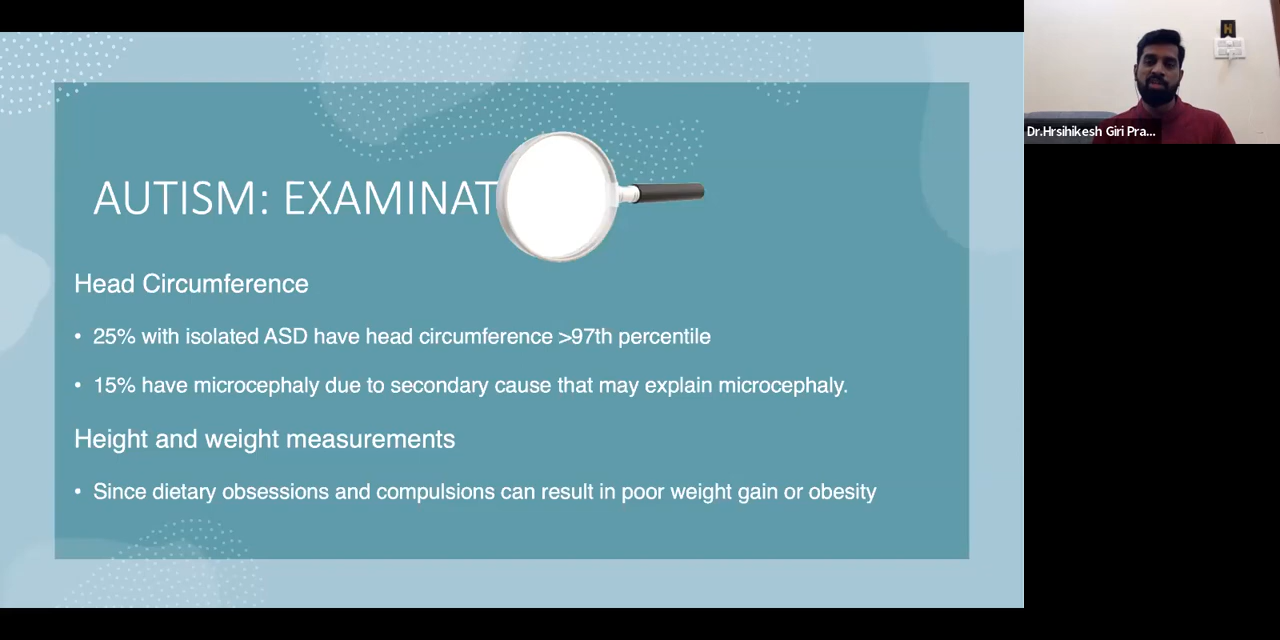 AUTISM: EXAMINAT
Head Circumference
• 25% with isolated ASD have head circumference >97th percentile
• 15% have microcephaly due to secondary cause that may explain microcephaly.
Height and weight measurements
• Since dietary obsessions and compulsions can result in poor weight gain or obesity
Dr.Hrsihikesh Giri Pra...
H